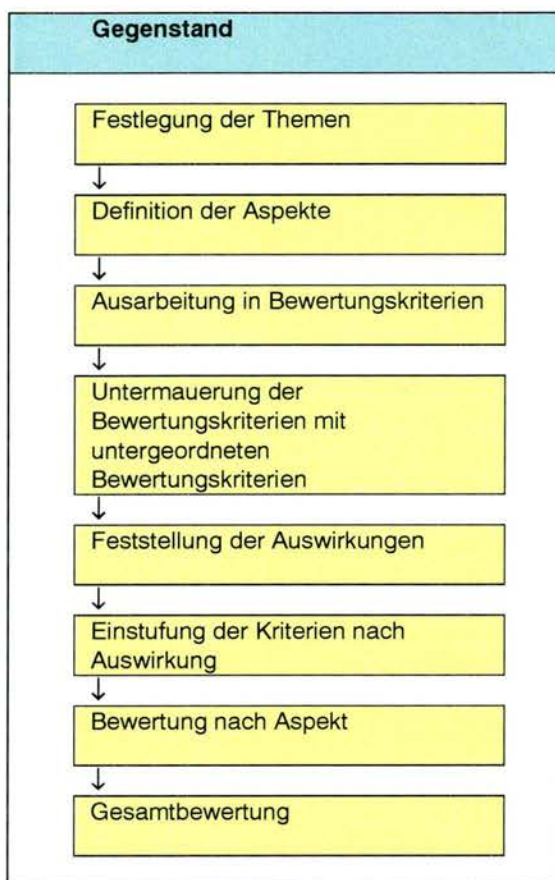 Gegenstand
Festlegung der Themen
↓
Definition der Aspekte
↓
Ausarbeitung in Bewertungskriterien
↓
Untermauerung der
Bewertungskriterien mit
untergeordneten
Bewertungskriterien
↓
Feststellung der Auswirkungen
↓
Einstufung der Kriterien nach
Auswirkung
↓
Bewertung nach Aspekt
↓
Gesamtbewertung